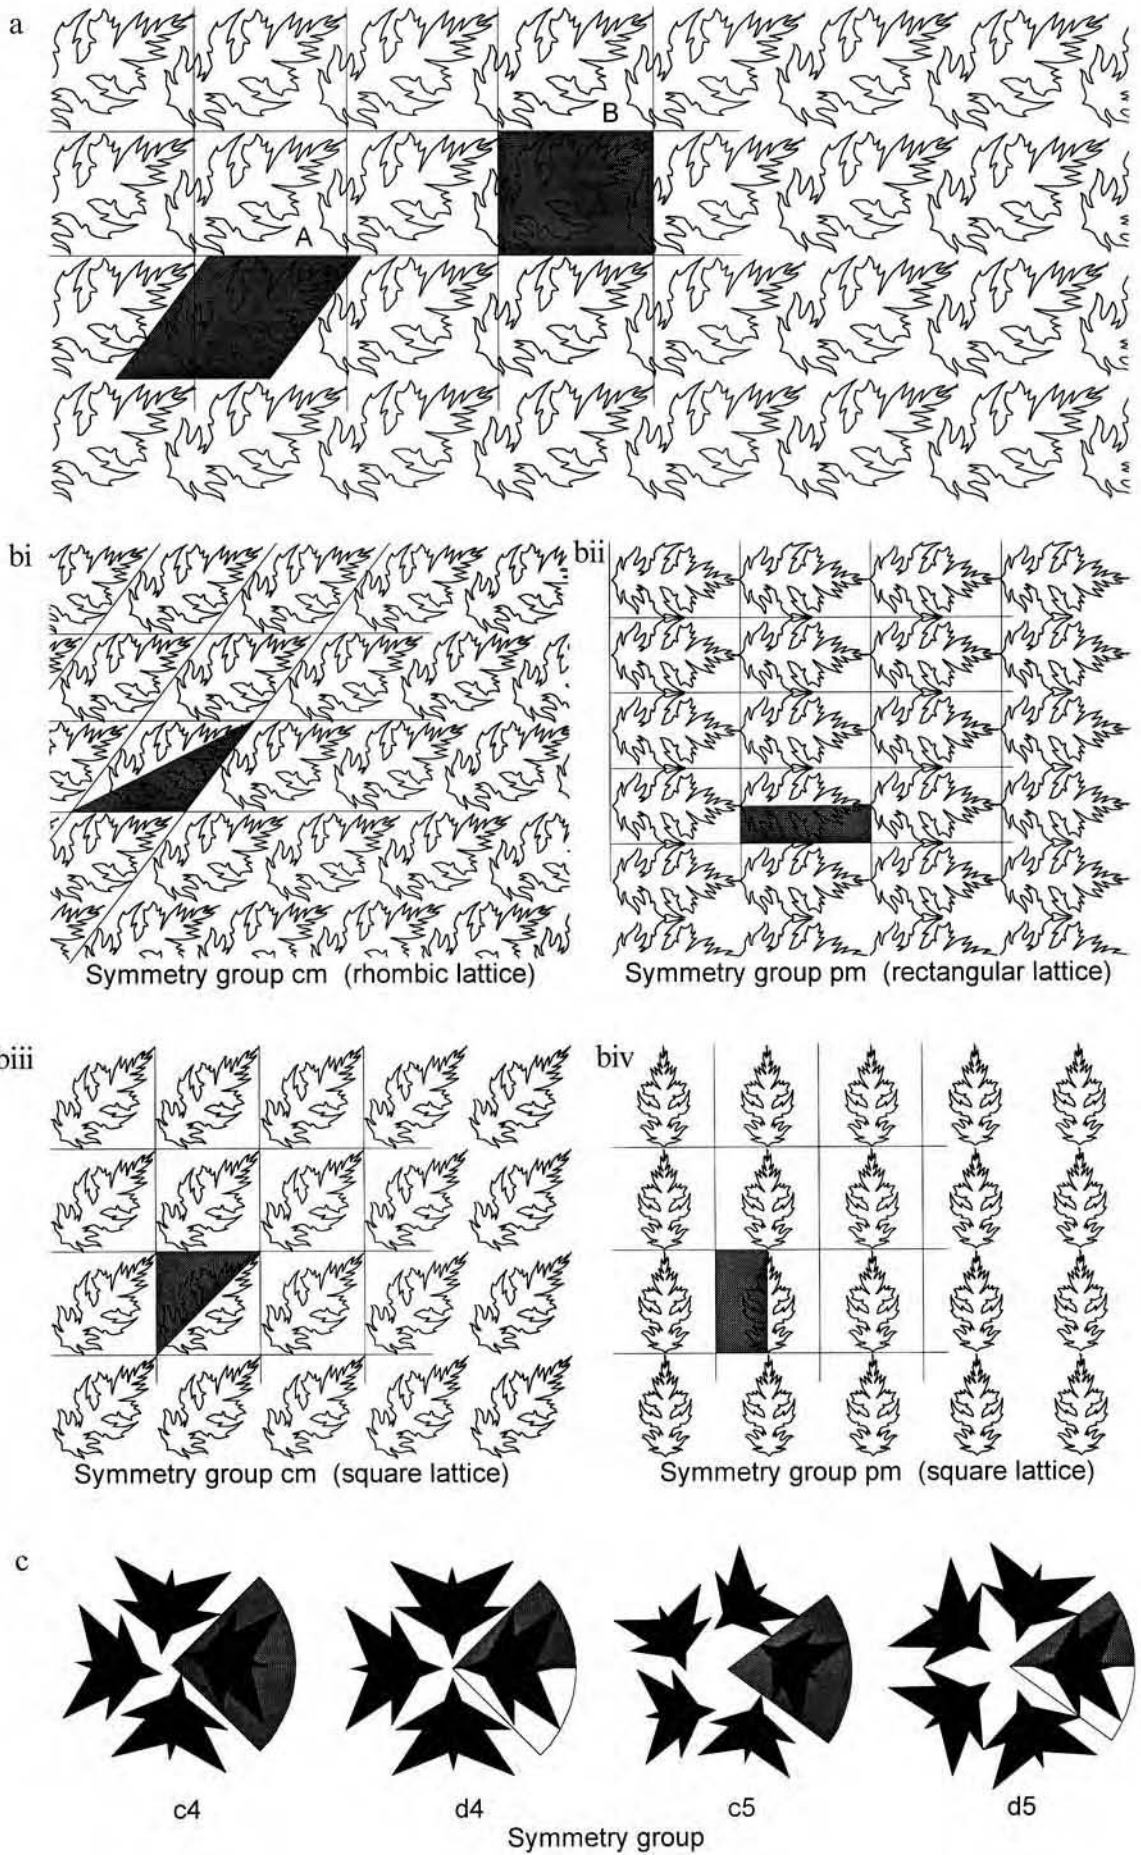 a
B
A
bi
bii
Symmetry group cm (rhombic lattice)
Symmetry group pm (rectangular lattice)
biii
biv
Symmetry group cm (square lattice)
Symmetry group pm (square lattice)
c
c4
d4
c5
d5
Symmetry group